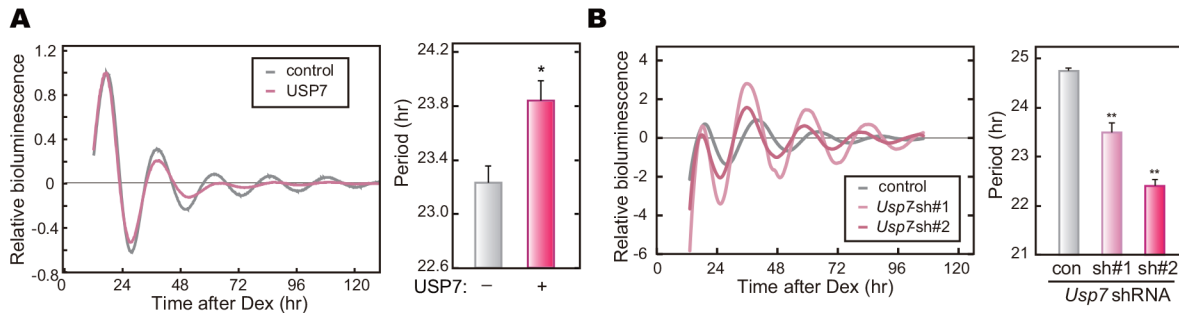 A
Relative bioluminescence
1.2
0.8
0.4
0
-0.4
-0.8
control
USP7
0 24 48 72 96 120
Time after Dex (hr)
Period (hr)
24.2
23.8
23.4
23.0
22.6
*
USP7: − +
B
Relative bioluminescence
4
2
0
-2
-4
-6
control
Usp7-sh#1
Usp7-sh#2
0 24 48 72 96 120
Time after Dex (hr)
Period (hr)
25
24
23
22
21
**
**
con sh#1 sh#2
Usp7 shRNA